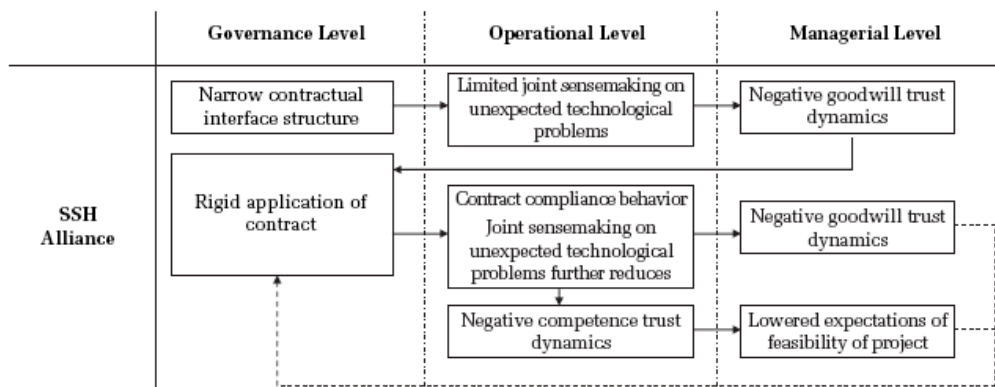 Governance Level
Operational Level
Managerial Level
Narrow contractual
interface structure
Limited joint sensemaking on
unexpected technological
problems
Negative goodwill trust
dynamics
SSH
Alliance
Rigid application of
contract
Contract compliance behavior
Joint sensemaking on
unexpected technological
problems further reduces
Negative goodwill trust
dynamics
Negative competence trust
dynamics
Lowered expectations of
feasibility of project